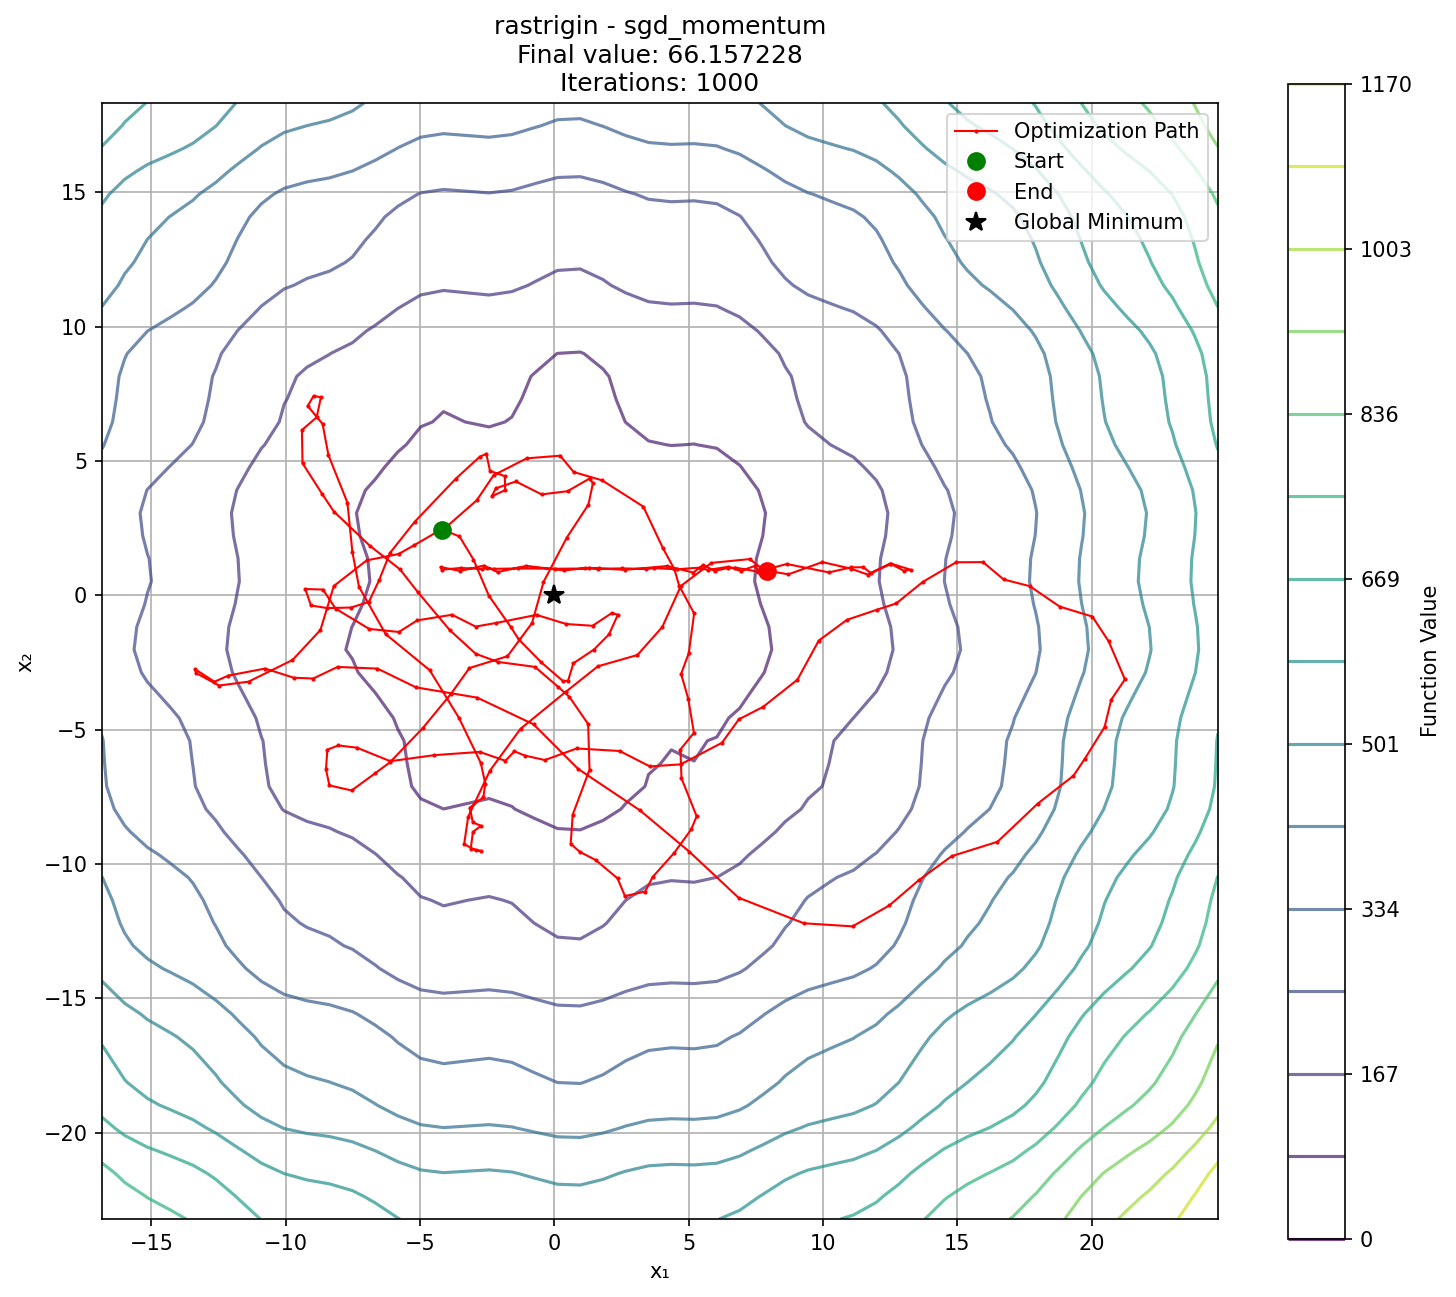 rastrigin - sgd_momentum
Final value: 66.157228
Iterations: 1000
Optimization Path
Start
End
Global Minimum
15
10
5
0
−5
−10
−15
−20
x₂
−15
−10
−5
0
5
10
15
20
x₁
1170
1003
836
669
501
334
167
0
Function Value